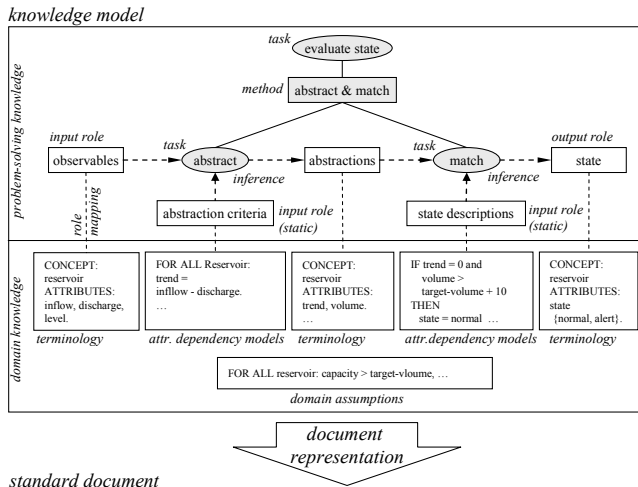 knowledge model
task
evaluate state
method
abstract & match
problem-solving knowledge
input role
task
task
output role
observables
abstract
abstractions
match
state
inference
inference
role
mapping
abstraction criteria
input role
(static)
state descriptions
input role
(static)
domain knowledge
CONCEPT:
reservoir
ATTRIBUTES:
inflow, discharge,
level.
terminology
FOR ALL Reservoir:
trend =
infllow - discharge.
…
attr. dependency models
CONCEPT:
reservoir
ATTRIBUTES:
trend, volume.
…
terminology
IF trend = 0 and
volume >
target-volume + 10
THEN
state = normal …
attr.dependency models
CONCEPT:
reservoir
ATTRIBUTES:
state
{normal, alert}.
terminology
FOR ALL reservoir: capacity > target-vloume, …
domain assumptions
document
representation
standard document